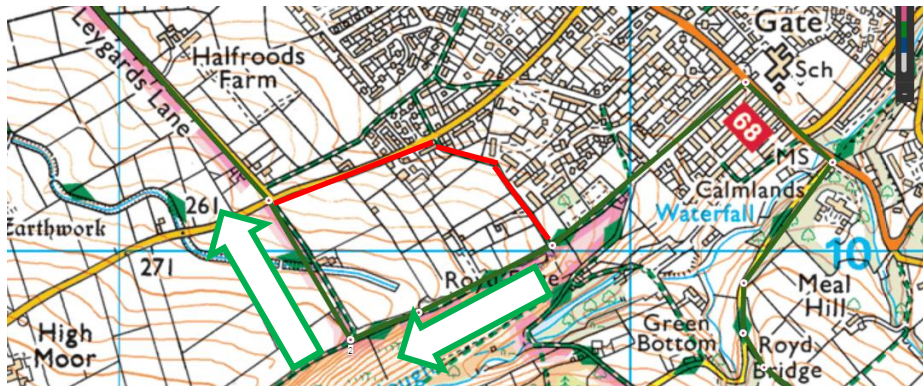 Gate
Halfroods
Farm
Sch
Leygards Lane
68
MS
Calmlands
Waterfall
261
Earthwork
271
10
Meal
Hill
High
Moor
Green
Bottom
Royd
Bridge